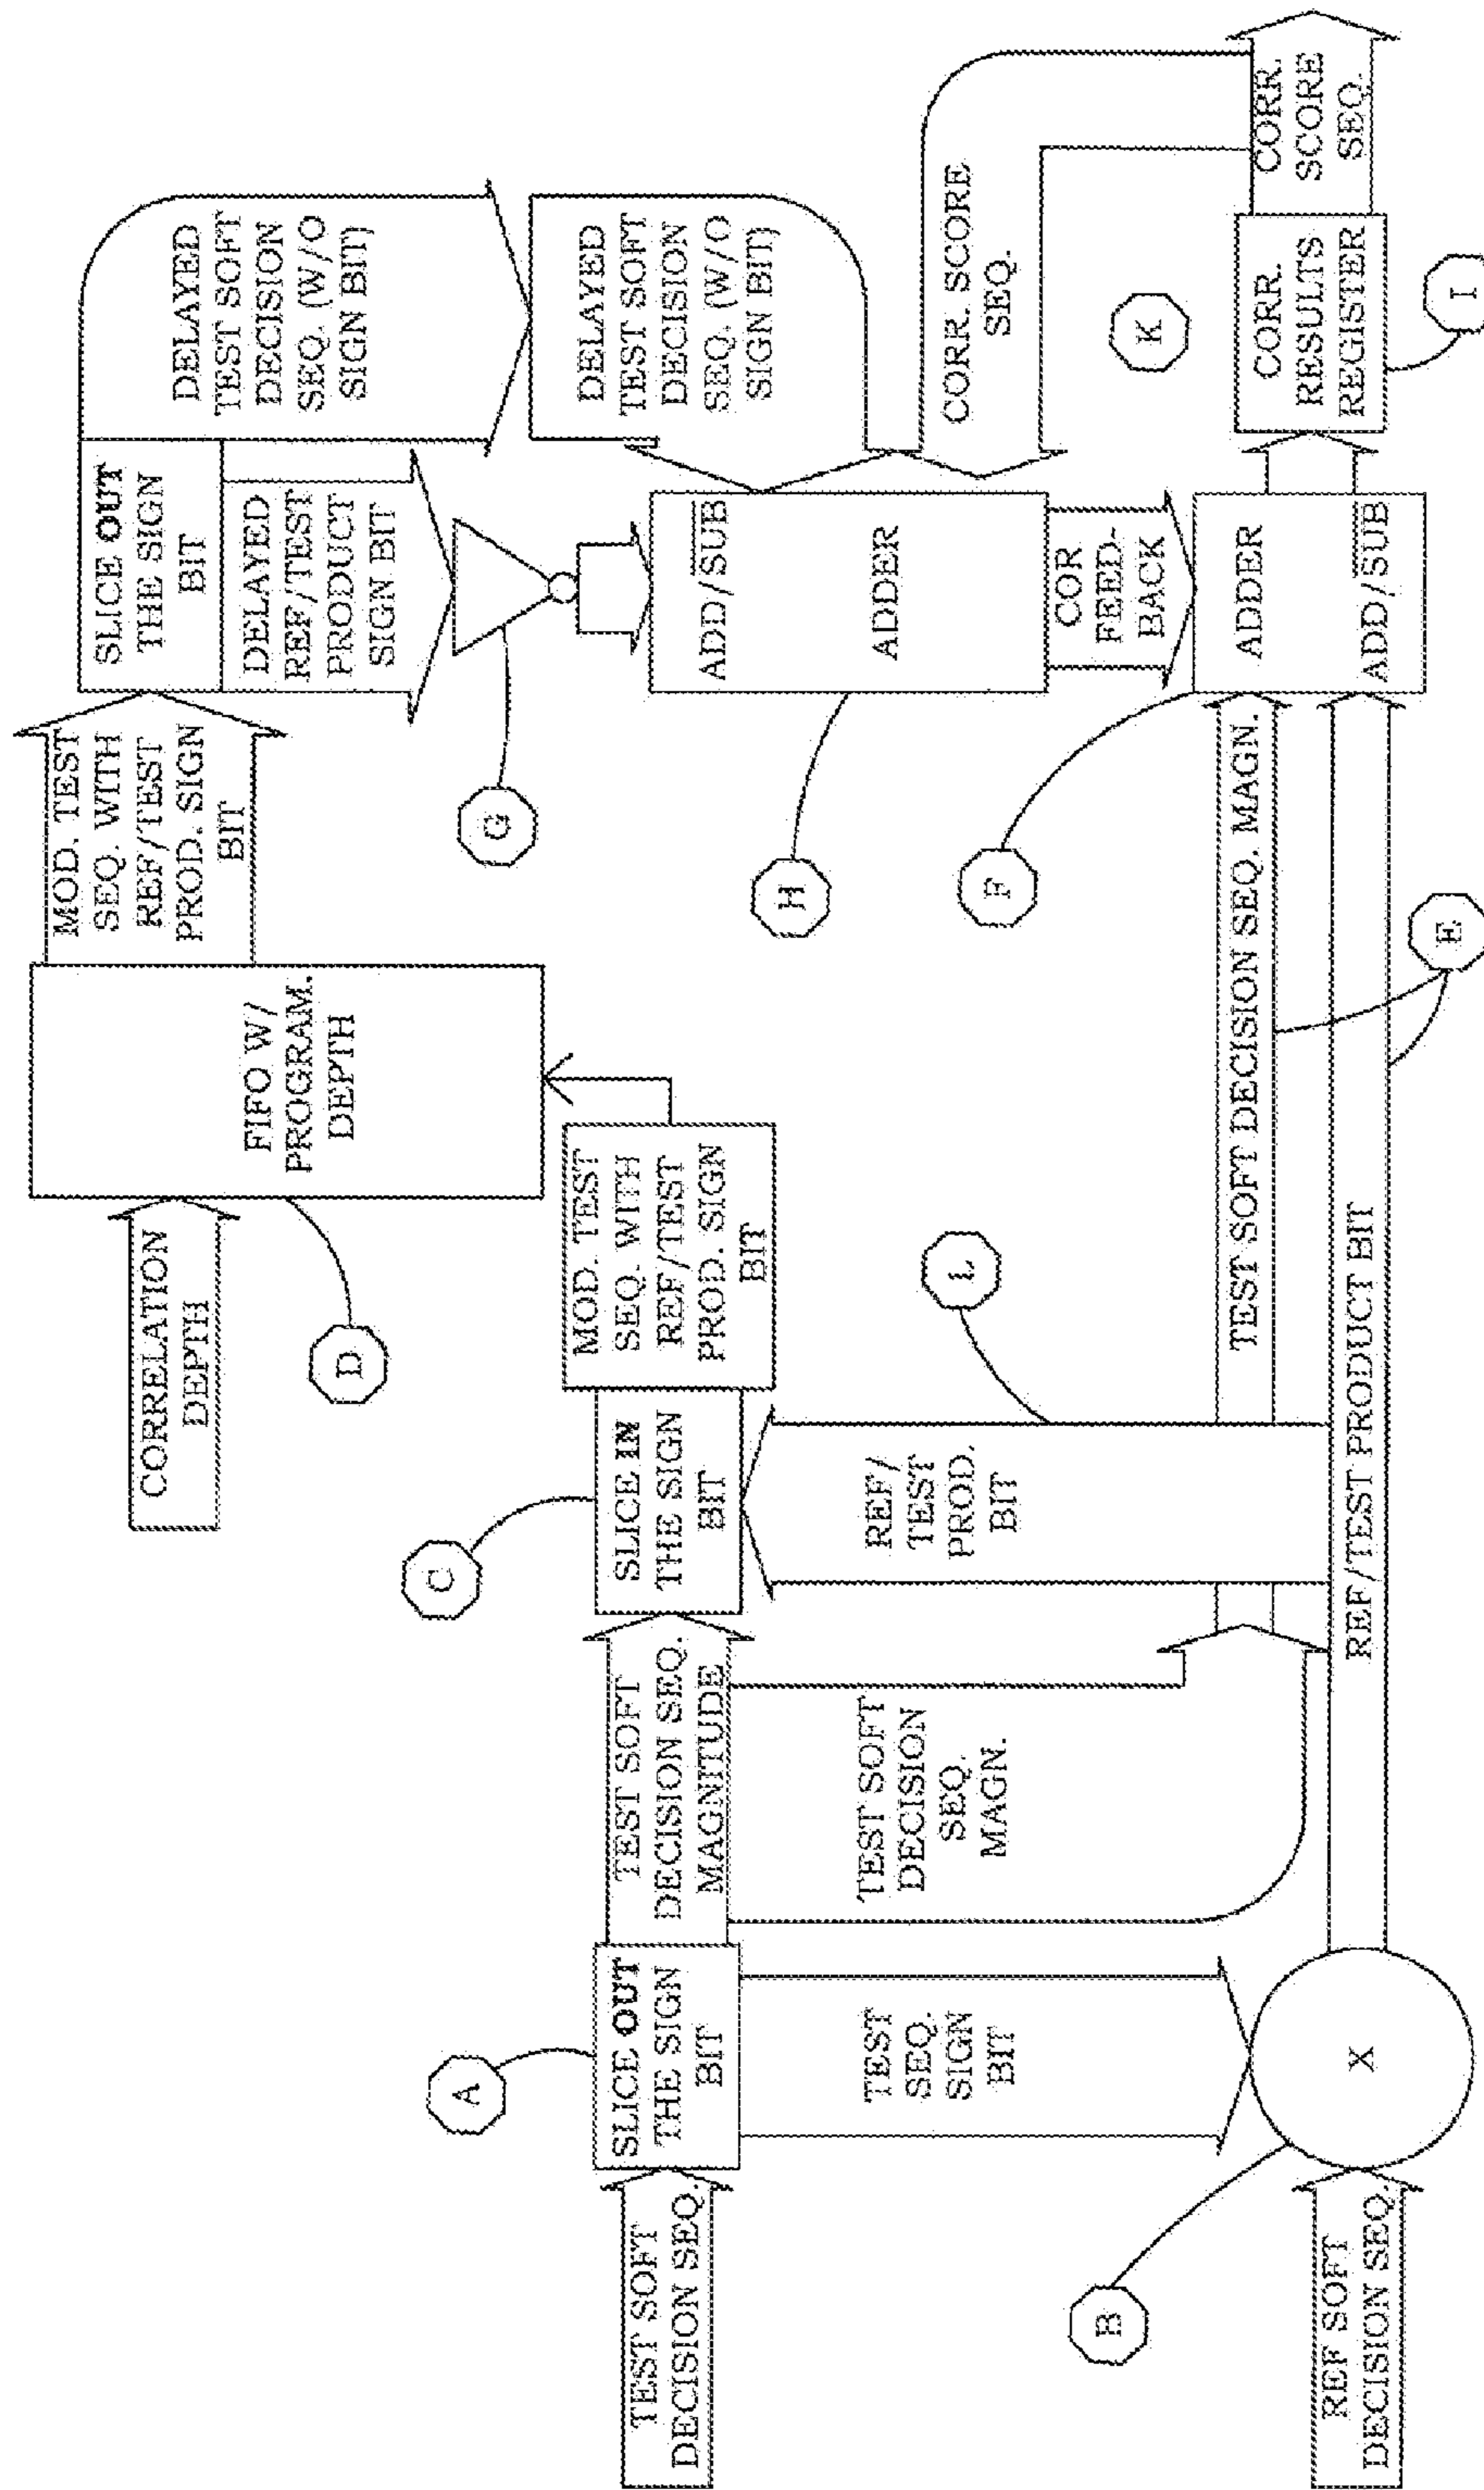 TEST SOFT
DECISION SEQ.
A
SLICE OUT
THE SIGN
BIT
TEST SOFT
DECISION SEQ.
MAGNITUDE
C
SLICE IN
THE SIGN
BIT
MOD. TEST
SEQ. WITH
REF/TEST
PROD. SIGN
BIT
CORRELATION
DEPTH
D
FIFO W/
PROGRAM.
DEPTH
MOD. TEST
SEQ. WITH
REF/TEST
PROD. SIGN
BIT
SLICE OUT
THE SIGN
BIT
DELAYED
TEST SOFT
DECISION
SEQ. (W/O
SIGN BIT)
DELAYED
REF/TEST
PRODUCT
SIGN BIT
G
DELAYED
TEST SOFT
DECISION
SEQ. (W/O
SIGN BIT)
ADD/SUB
ADDER
H
CORR. SCORE
SEQ.
COR
FEED-
BACK
K
F
ADDER
ADD/SUB
CORR.
RESULTS
REGISTER
I
CORR.
SCORE
SEQ.
TEST
SEQ.
SIGN
BIT
TEST SOFT
DECISION
SEQ.
MAGN.
REF/
TEST
PROD.
BIT
L
TEST SOFT DECISION SEQ. MAGN.
E
REF/TEST PRODUCT BIT
B
X
REF SOFT
DECISION SEQ.